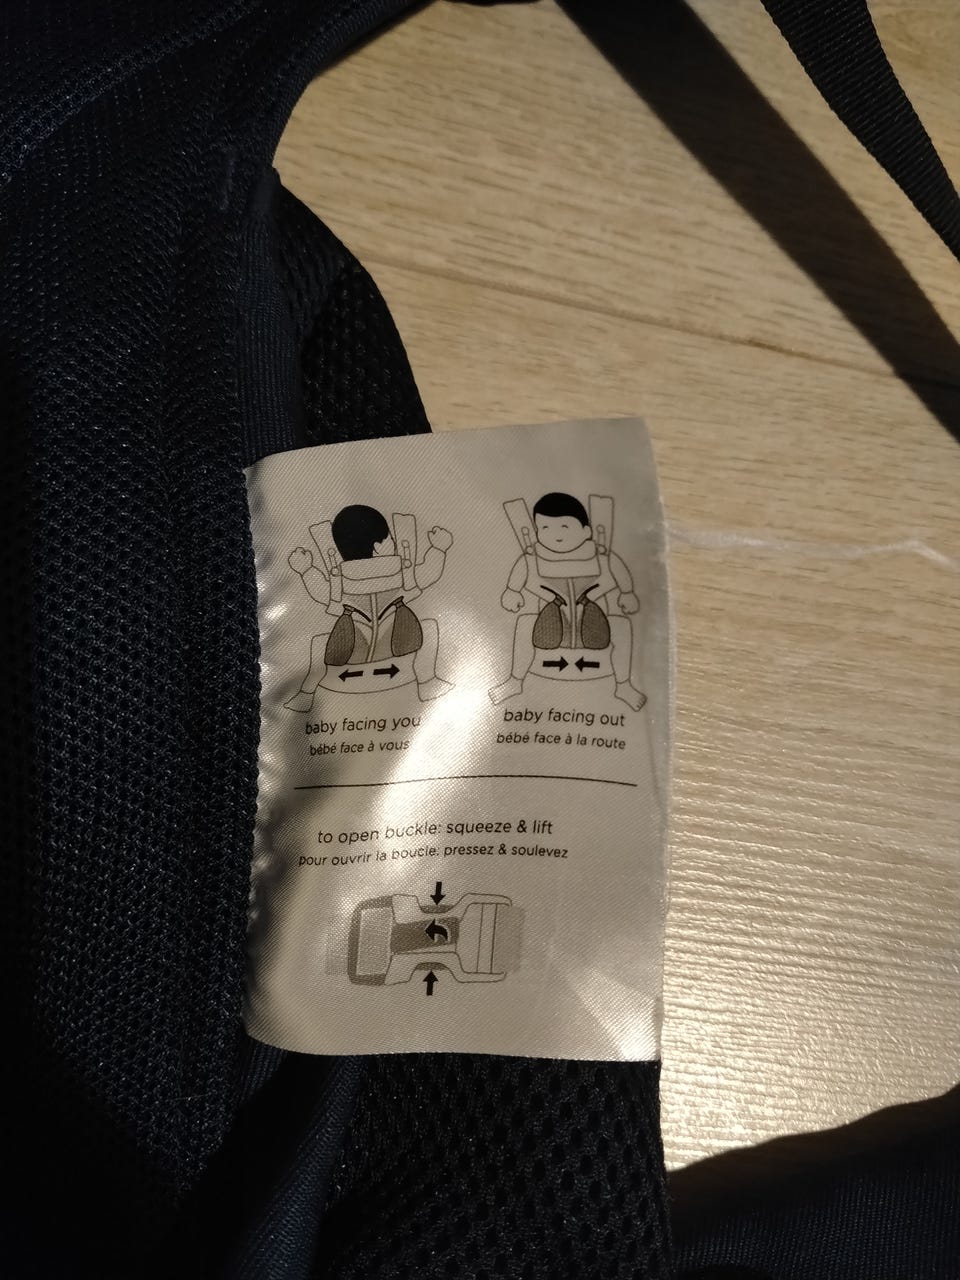 baby facing you
bébé face à vous
baby facing out
bébé face à la route
to open buckle: squeeze & lift
pour ouvrir la boucle: pressez & soulevez